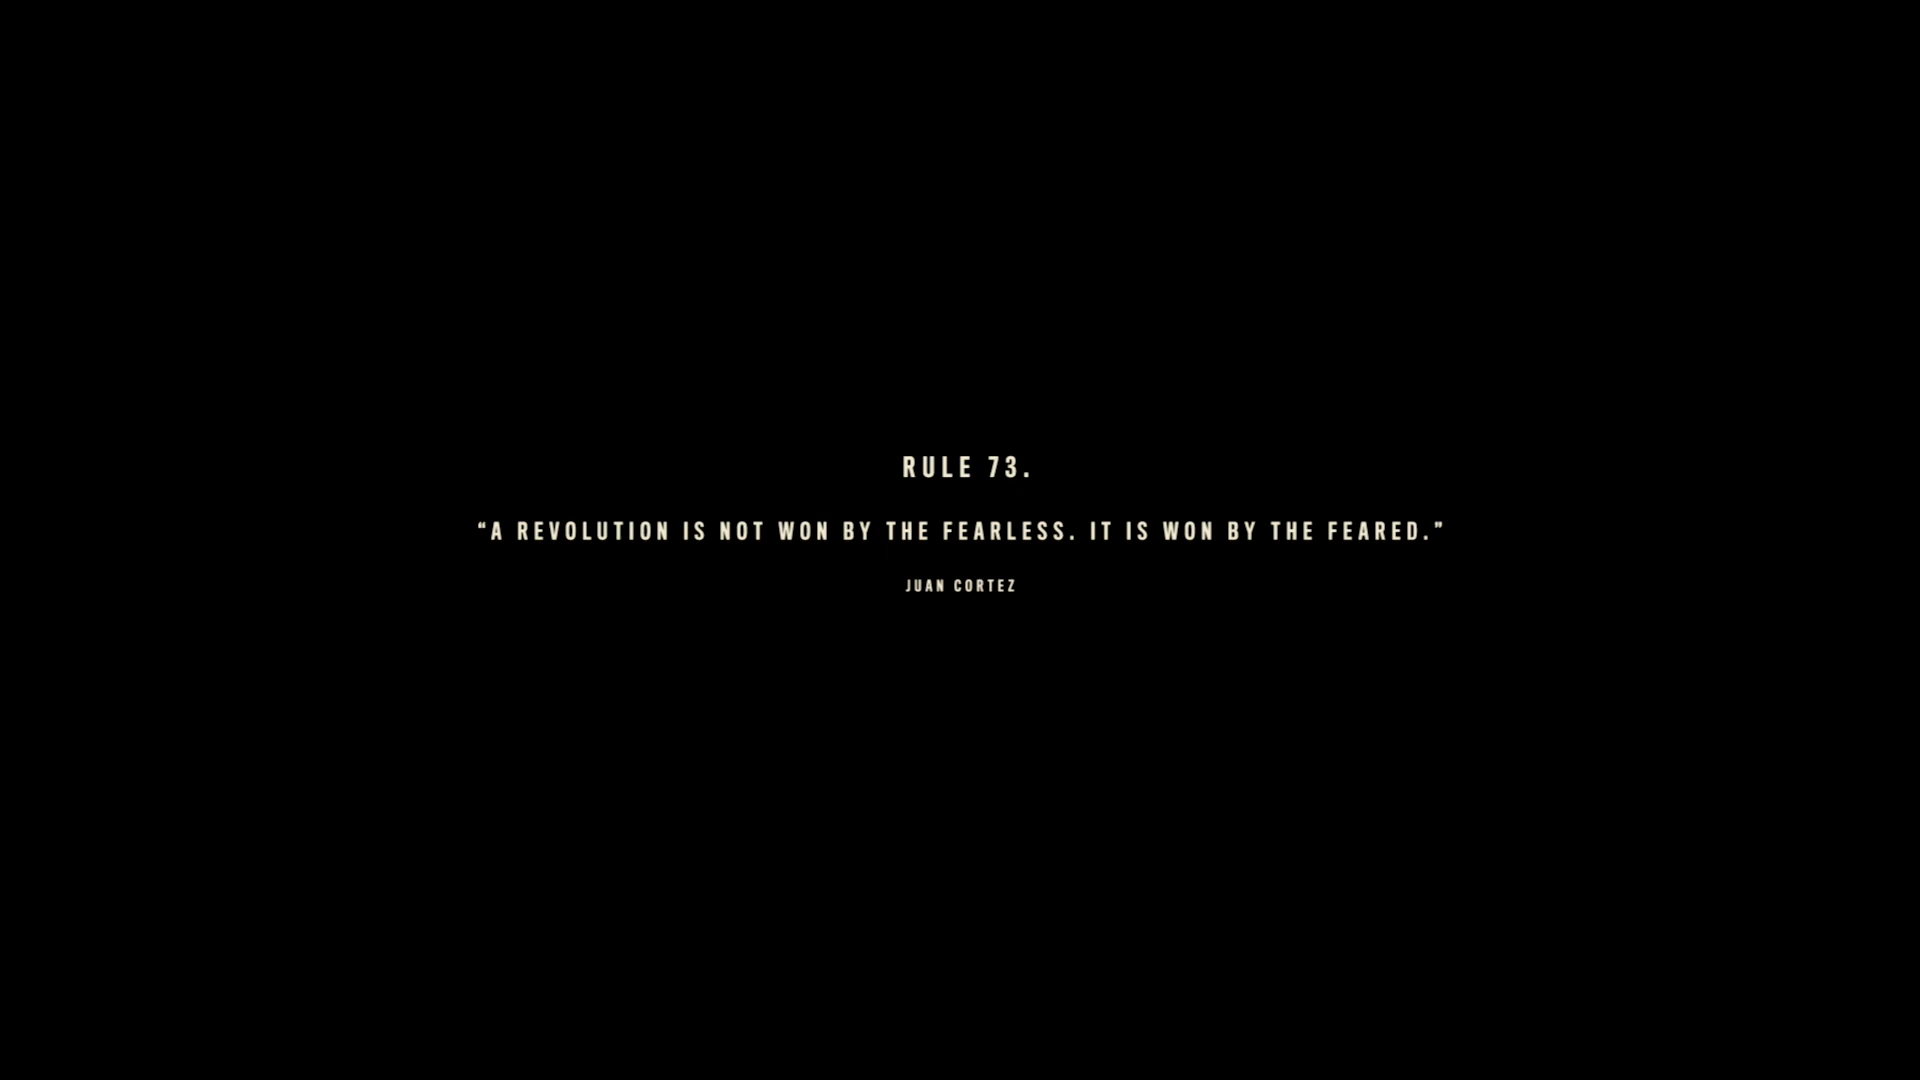 RULE 73.
“A REVOLUTION IS NOT WON BY THE FEARLESS. IT IS WON BY THE FEARED.”
JUAN CORTEZ